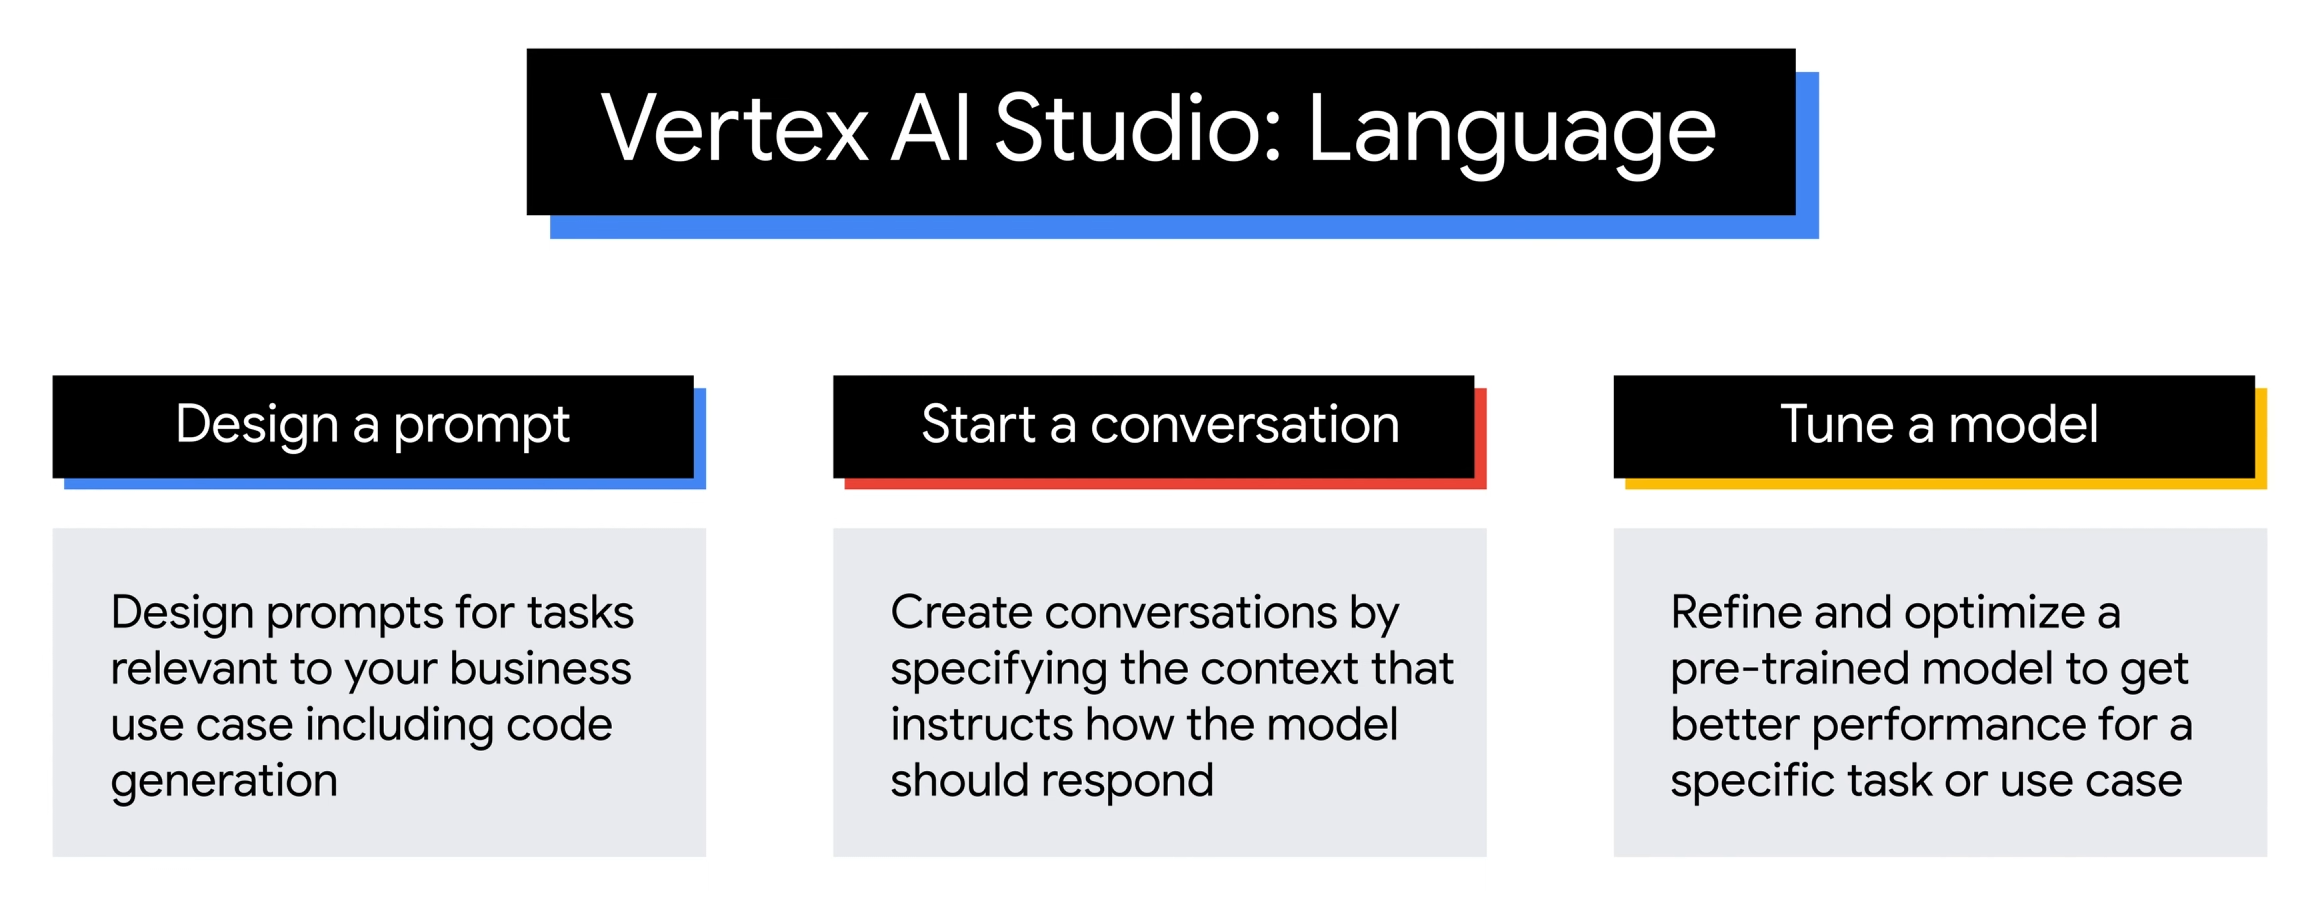 Vertex AI Studio: Language
Design a prompt
Design prompts for tasks
relevant to your business
use case including code
generation
Start a conversation
Create conversations by
specifying the context that
instructs how the model
should respond
Tune a model
Refine and optimize a
pre-trained model to get
better performance for a
specific task or use case